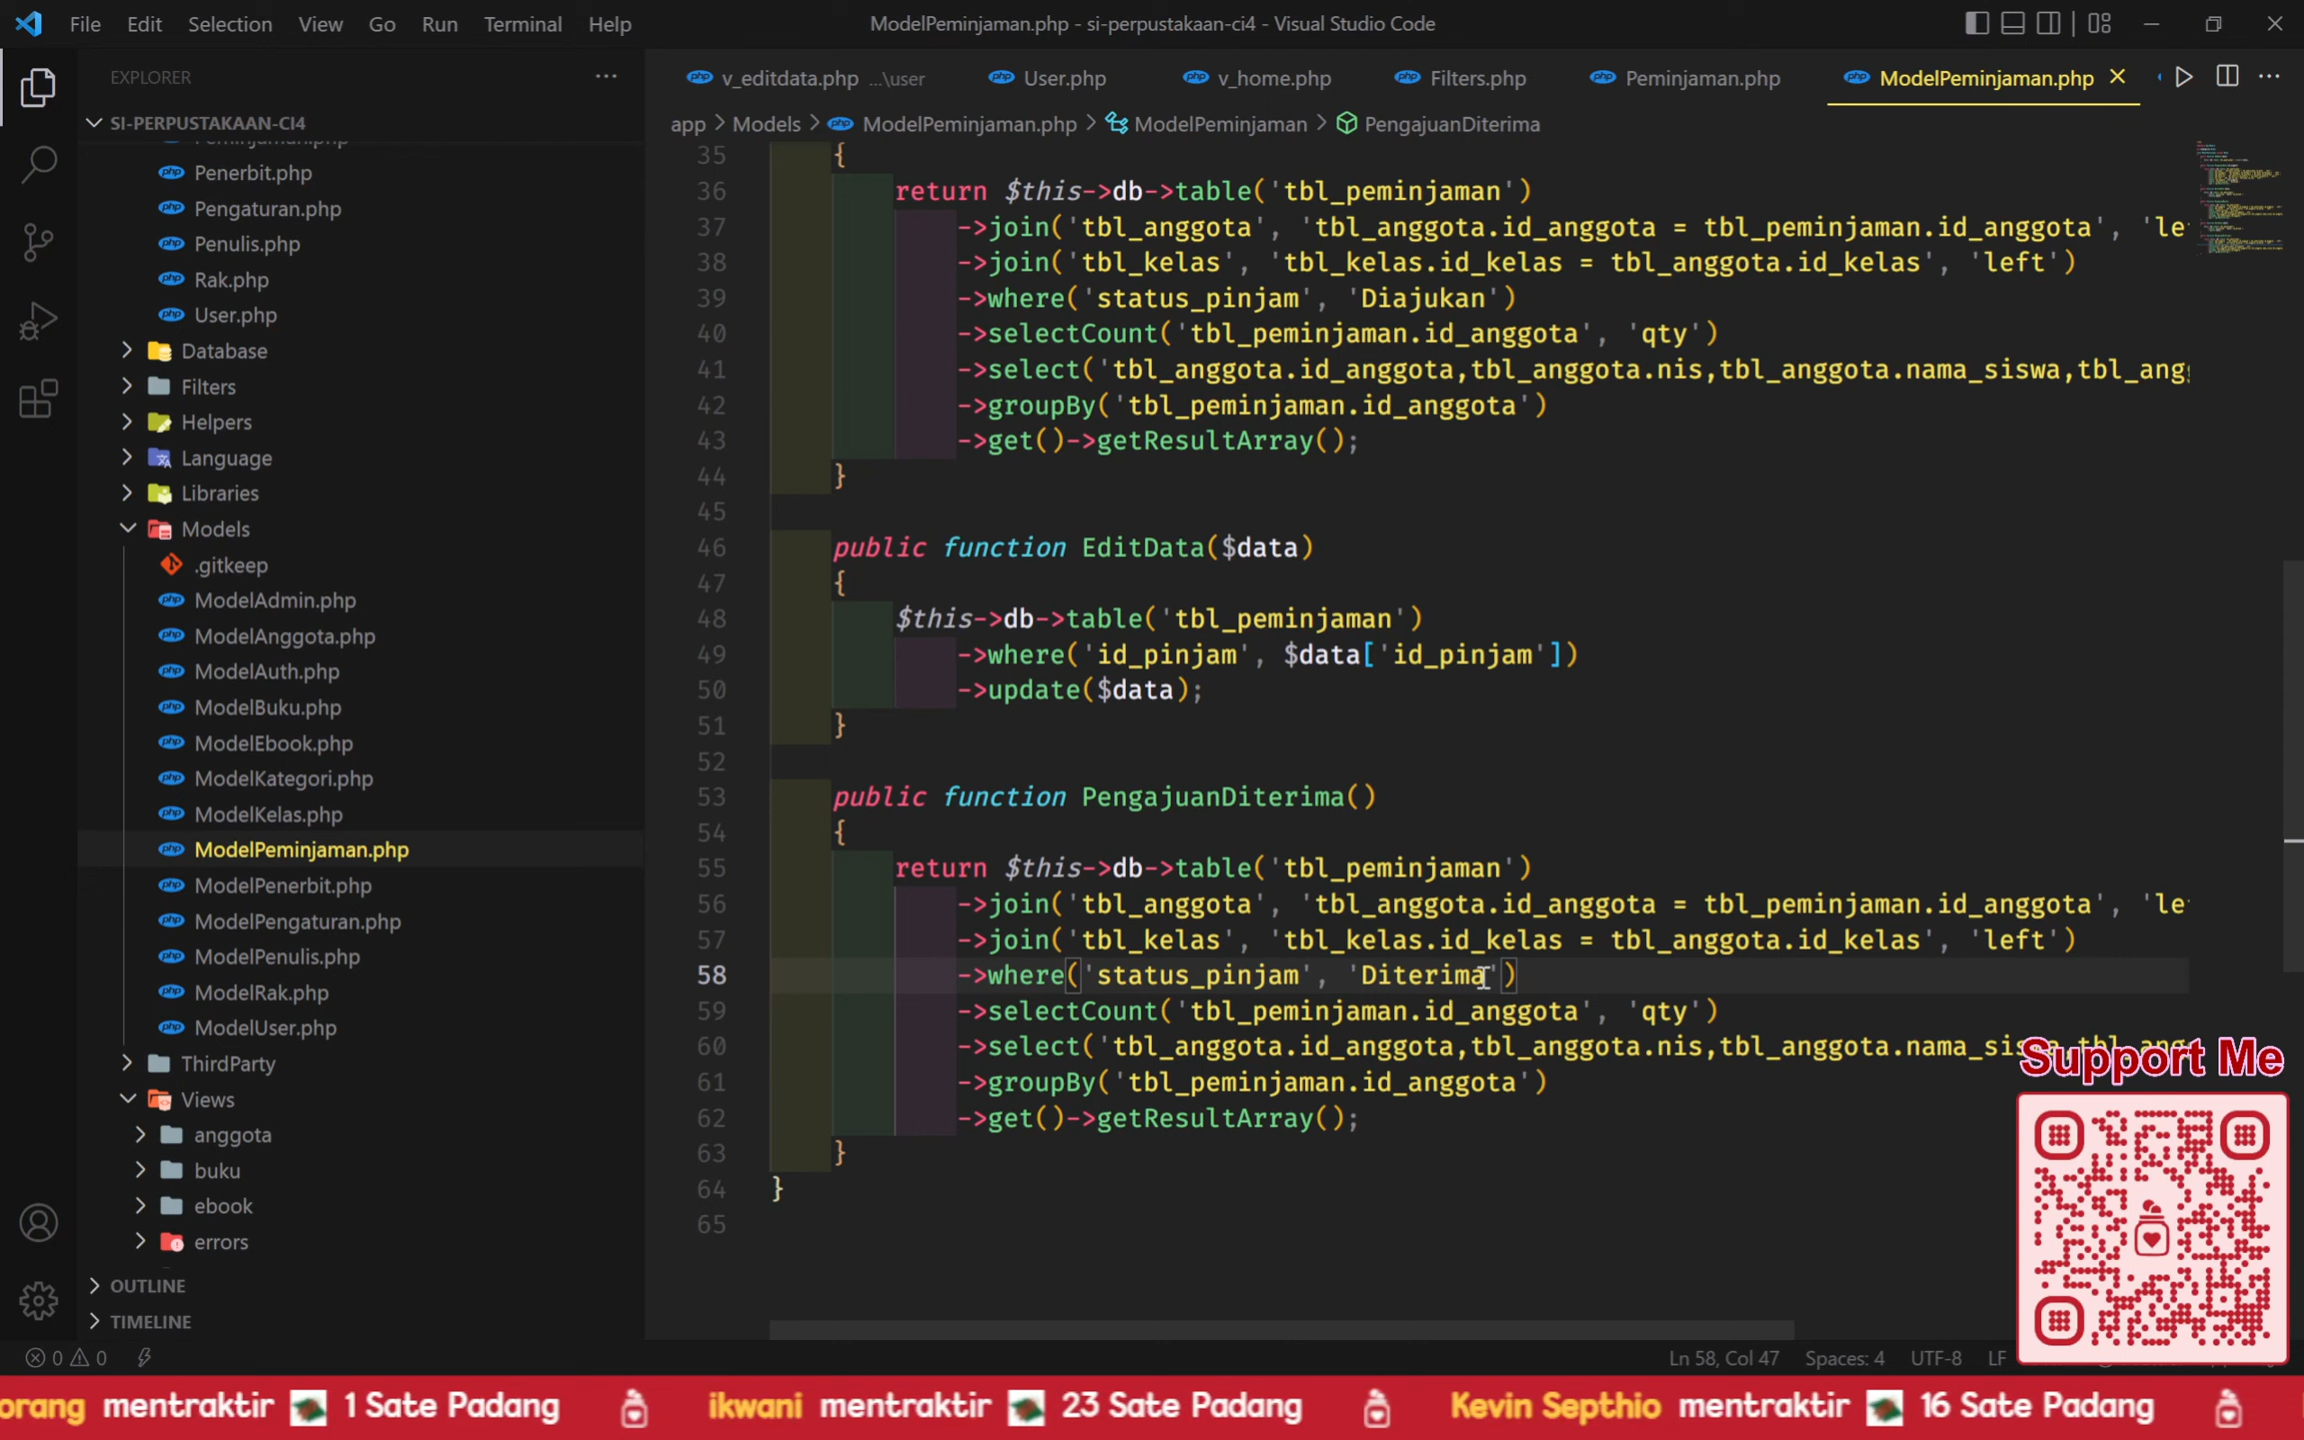 File Edit Selection View Go Run Terminal Help
ModelPeminjaman.php - si-perpustakaan-ci4 - Visual Studio Code
EXPLORER
SI-PERPUSTAKAAN-CI4
Peminjaman.php
Penerbit.php
Pengaturan.php
Penulis.php
Rak.php
User.php
Database
Filters
Helpers
Language
Libraries
Models
.gitkeep
ModelAdmin.php
ModelAnggota.php
ModelAuth.php
ModelBuku.php
ModelEbook.php
ModelKategori.php
ModelKelas.php
ModelPeminjaman.php
ModelPenerbit.php
ModelPengaturan.php
ModelPenulis.php
ModelRak.php
ModelUser.php
ThirdParty
Views
anggota
buku
ebook
errors
OUTLINE
TIMELINE
v_editdata.php ...\user User.php v_home.php Filters.php Peminjaman.php ModelPeminjaman.php
app > Models > ModelPeminjaman.php > ModelPeminjaman > PengajuanDiterima
35 {
36 return $this->db->table('tbl_peminjaman')
37 ->join('tbl_anggota', 'tbl_anggota.id_anggota = tbl_peminjaman.id_anggota', 'le
38 ->join('tbl_kelas', 'tbl_kelas.id_kelas = tbl_anggota.id_kelas', 'left')
39 ->where('status_pinjam', 'Diajukan')
40 ->selectCount('tbl_peminjaman.id_anggota', 'qty')
41 ->select('tbl_anggota.id_anggota,tbl_anggota.nis,tbl_anggota.nama_siswa,tbl_ang
42 ->groupBy('tbl_peminjaman.id_anggota')
43 ->get()->getResultArray();
44 }
45
46 public function EditData($data)
47 {
48 $this->db->table('tbl_peminjaman')
49 ->where('id_pinjam', $data['id_pinjam'])
50 ->update($data);
51 }
52
53 public function PengajuanDiterima()
54 {
55 return $this->db->table('tbl_peminjaman')
56 ->join('tbl_anggota', 'tbl_anggota.id_anggota = tbl_peminjaman.id_anggota', 'le
57 ->join('tbl_kelas', 'tbl_kelas.id_kelas = tbl_anggota.id_kelas', 'left')
58 ->where('status_pinjam', 'Diterima')
59 ->selectCount('tbl_peminjaman.id_anggota', 'qty')
60 ->select('tbl_anggota.id_anggota,tbl_anggota.nis,tbl_anggota.nama_sis
61 ->groupBy('tbl_peminjaman.id_anggota')
62 ->get()->getResultArray();
63 }
64 }
65
Support Me
0 0
Ln 58, Col 47 Spaces: 4 UTF-8 LF
orang mentraktir 1 Sate Padang ikwani mentraktir 23 Sate Padang Kevin Septhio mentraktir 16 Sate Padang